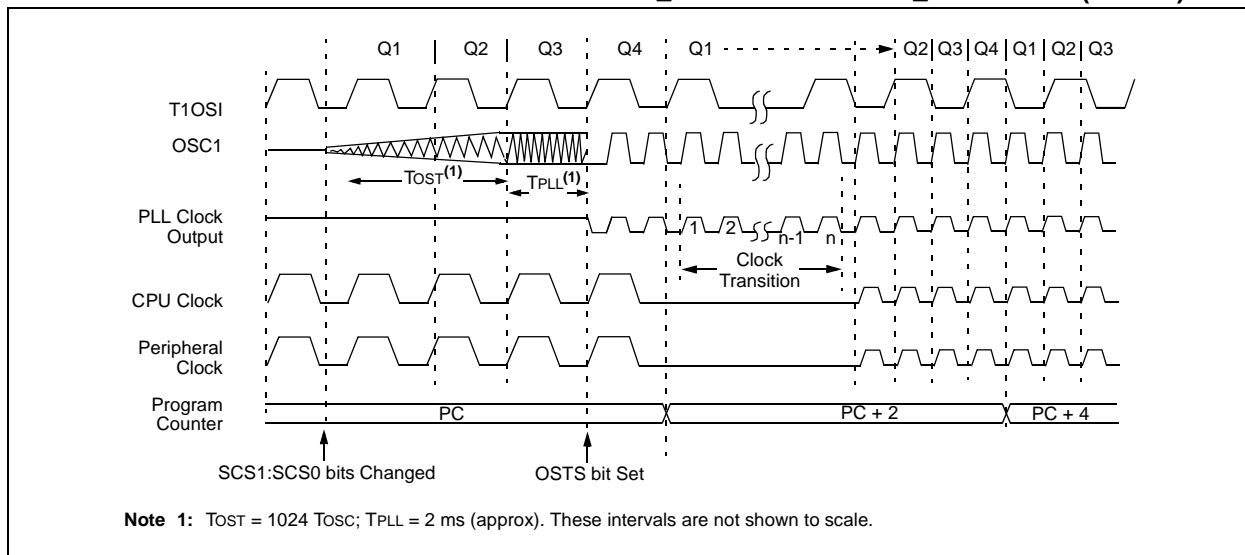 Q1 Q2 Q3 Q4 Q1 Q2 Q3 Q4 Q1 Q2 Q3
T1OSI
OSC1
TOST(1) TPLL(1)
PLL Clock
Output
1 2 n-1 n
Clock
Transition
CPU Clock
Peripheral
Clock
Program
Counter
PC PC + 2 PC + 4
SCS1:SCS0 bits Changed OSTS bit Set
Note 1: TOST = 1024 TOSC; TPLL = 2 ms (approx). These intervals are not shown to scale.